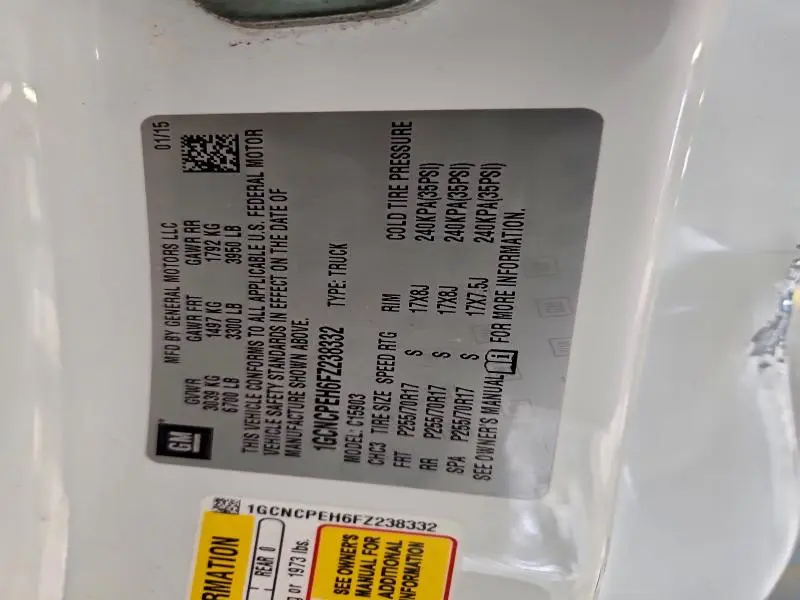 GM
MFD BY GENERAL MOTORS LLC 01/15
GVWR GAWR FRT GAWR RR
3039 KG 1497 KG 1792 KG
6700 LB 3300 LB 3950 LB
THIS VEHICLE CONFORMS TO ALL APPLICABLE U.S. FEDERAL MOTOR
VEHICLE SAFETY STANDARDS IN EFFECT ON THE DATE OF
MANUFACTURE SHOWN ABOVE.
1GCNCPEH6FZ238332 TYPE: TRUCK
MODEL: C15903
CHC3 TIRE SIZE SPEED RTG RIM COLD TIRE PRESSURE
FRT P255/70R17 S 17X8J 240KPA(35PSI)
RR P255/70R17 S 17X8J 240KPA(35PSI)
SPA P255/70R17 S 17X7.5J 240KPA(35PSI)
SEE OWNER'S MANUAL FOR MORE INFORMATION.
1GCNCPEH6FZ238332
REAR 0
or 1973 lbs.
SEE OWNER'S
MANUAL FOR
ADDITIONAL
INFORMATION